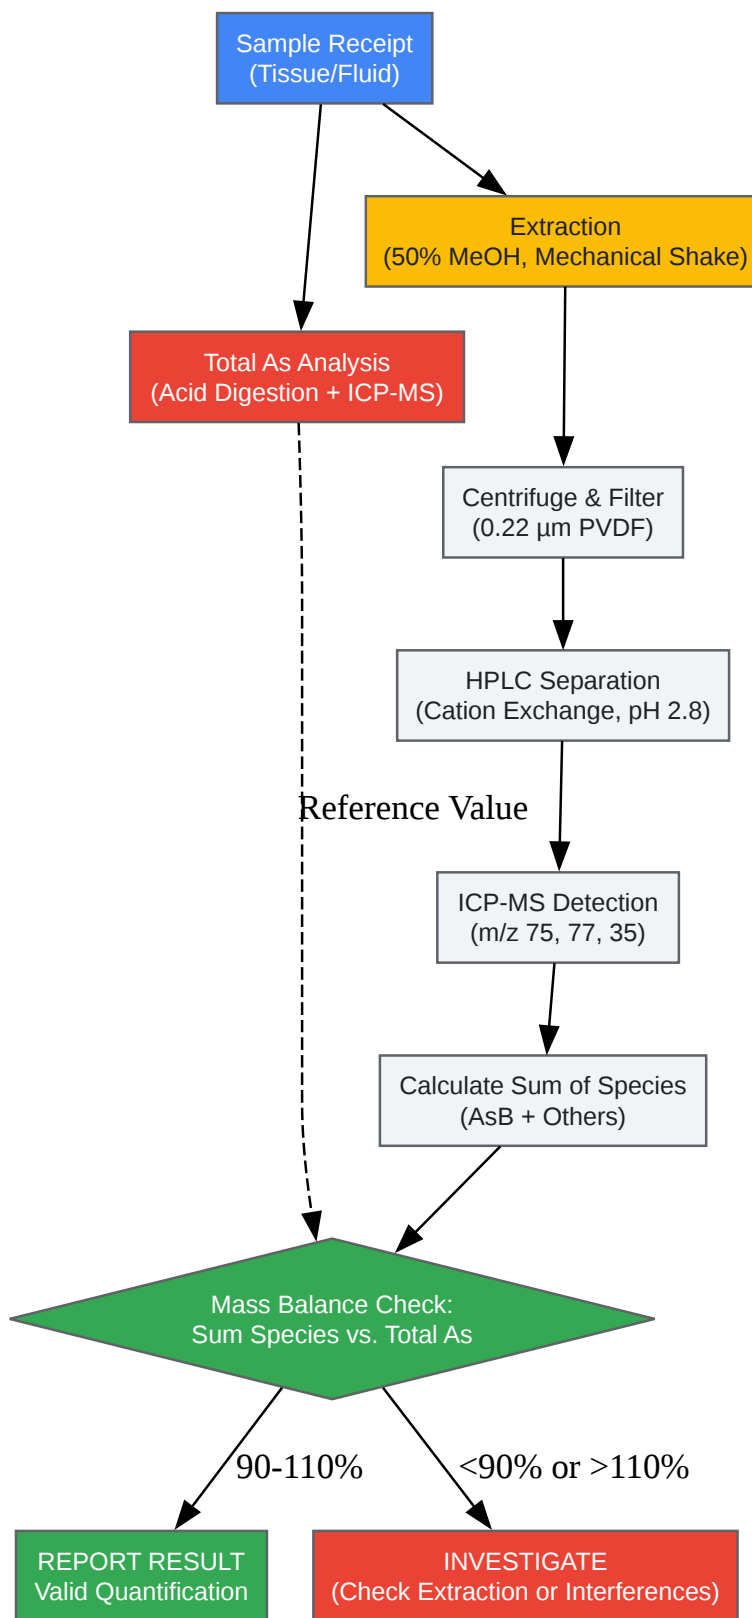 Sample Receipt
(Tissue/Fluid)
Extraction
(50% MeOH, Mechanical Shake)
Total As Analysis
(Acid Digestion + ICP-MS)
Centrifuge & Filter
(0.22 µm PVDF)
HPLC Separation
(Cation Exchange, pH 2.8)
Reference Value
ICP-MS Detection
(m/z 75, 77, 35)
Calculate Sum of Species
(AsB + Others)
Mass Balance Check:
Sum Species vs. Total As
90-110%
<90% or >110%
REPORT RESULT
Valid Quantification
INVESTIGATE
(Check Extraction or Interferences)